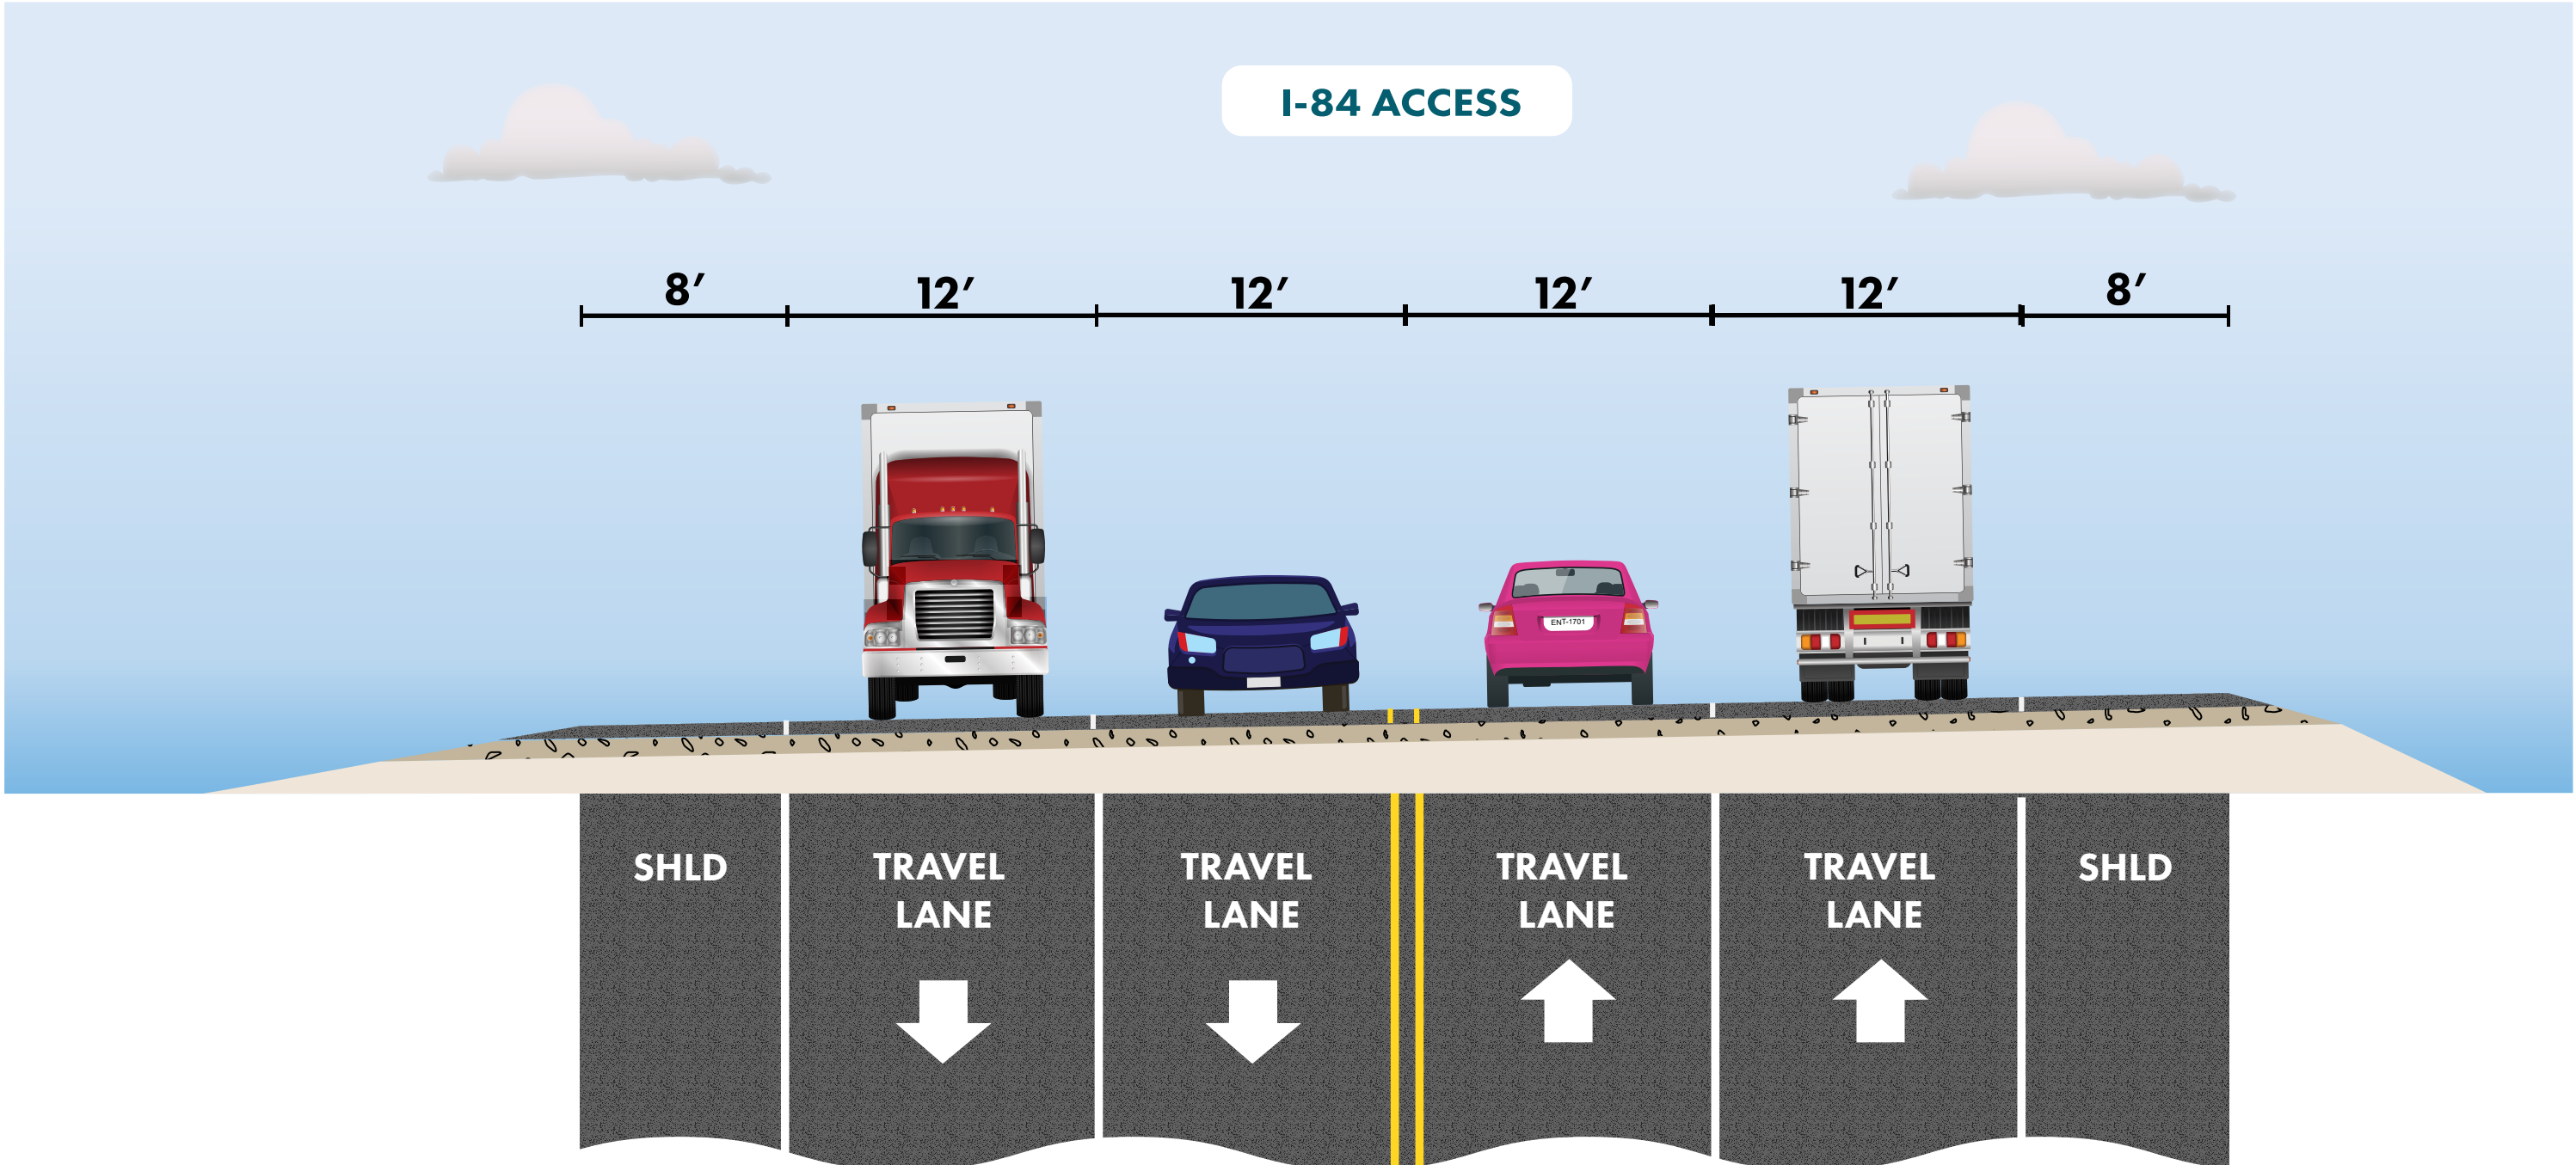 I-84 ACCESS
8’ 12’ 12’ 12’ 12’ 8’
ENT-1701
SHLD
TRAVEL
LANE
TRAVEL
LANE
TRAVEL
LANE
TRAVEL
LANE
SHLD